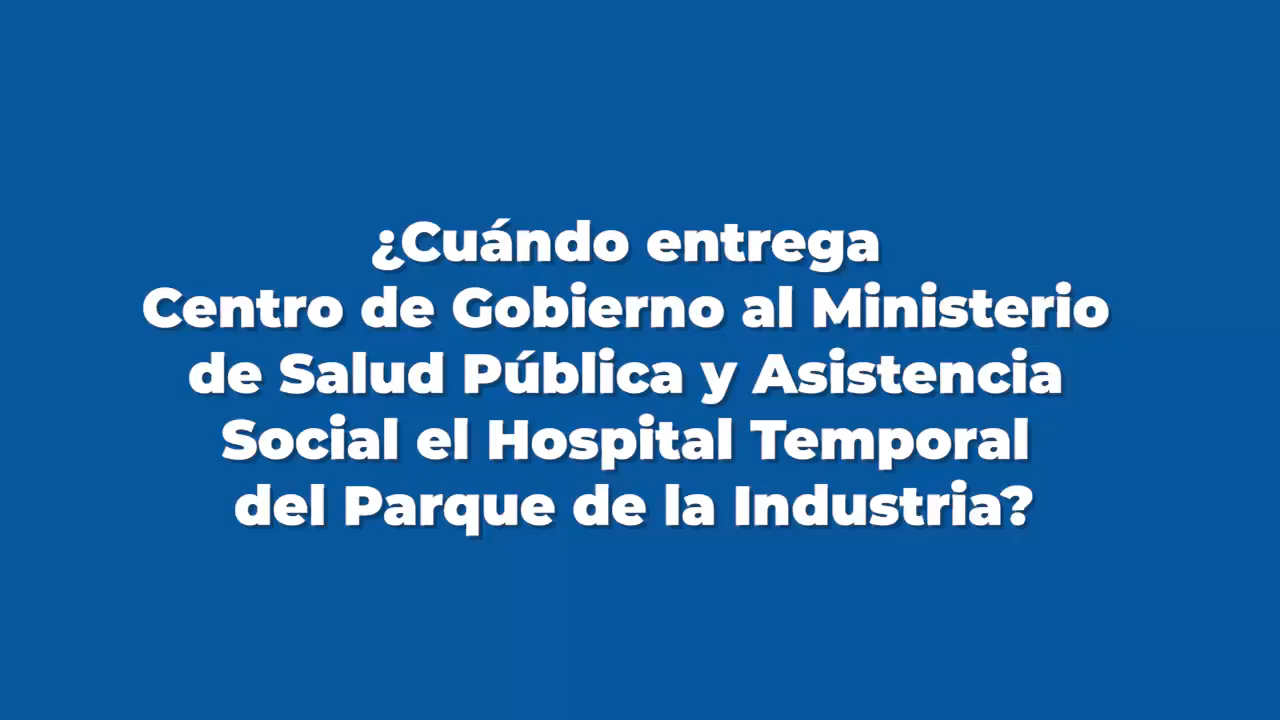 ¿Cuándo entrega
Centro de Gobierno al Ministerio
de Salud Pública y Asistencia
Social el Hospital Temporal
del Parque de la Industria?